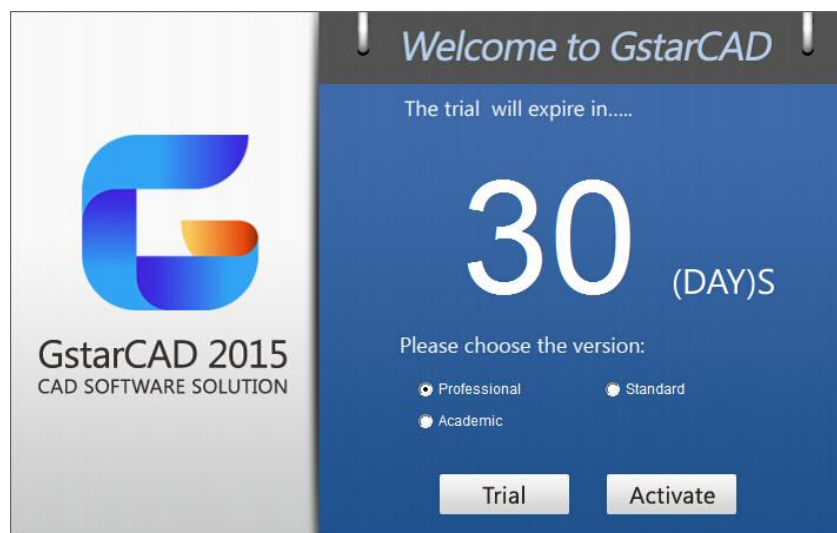 Welcome to GstarCAD
The trial will expire in.....
30 (DAY)S
GstarCAD 2015
CAD SOFTWARE SOLUTION
Please choose the version:
Professional Standard
Academic
Trial Activate